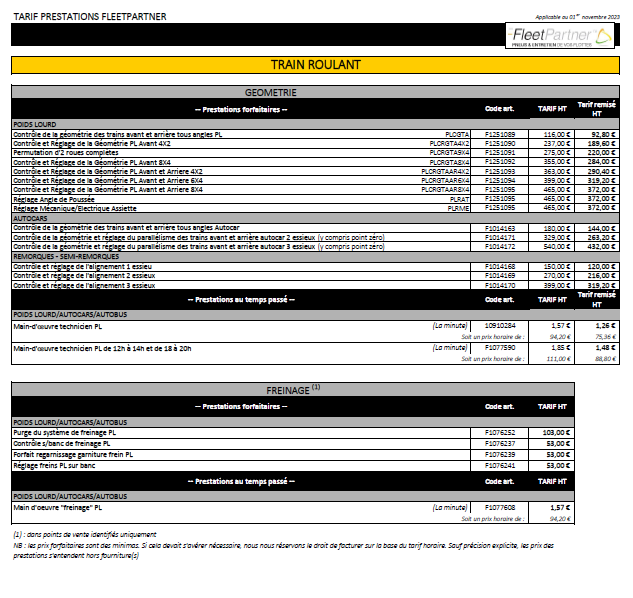 TARIF PRESTATIONS FLEETPARTNER
Applicable au 01er novembre 2023
FleetPartner
PNEUS & ENTRETIEN DE VOS FLOTTES
TRAIN ROULANT
GEOMETRIE
-- Prestations forfaitaires -- Code art. TARIF HT Tarif remisé HT
POIDS LOURD
Contrôle de la géométrie des trains avant et arrière tous angles PL PLCGTA F1251089 116,00 € 92,80 €
Contrôle et Réglage de la Géométrie PL Avant 4X2 PLCRGTA4X2 F1251090 237,00 € 189,60 €
Permutation d'2 roues complètes PLCRGTA9X4 F1251091 275,00 € 220,00 €
Contrôle et Réglage de la Géométrie PL Avant 8X4 PLCRGTA8X4 F1251092 355,00 € 284,00 €
Contrôle et Réglage de la Géométrie PL Avant et Arriere 4X2 PLCRGTAAR4X2 F1251093 363,00 € 290,40 €
Contrôle et Réglage de la Géométrie PL Avant et Arriere 6X4 PLCRGTAAR6X4 F1251094 399,00 € 319,20 €
Contrôle et Réglage de la Géométrie PL Avant et Arriere 8X4 PLCRGTAAR8X4 F1251095 465,00 € 372,00 €
Réglage Angle de Poussée PLRAT F1251095 465,00 € 372,00 €
Réglage Mécanique/Electrique Assiette PLRME F1251095 465,00 € 372,00 €
AUTOCARS
Contrôle de la géométrie des trains avant et arrière tous angles Autocar F1014163 180,00 € 144,00 €
Contrôle de la géométrie et réglage du parallélisme des trains avant et arrière autocar 2 essieux (y compris point zéro) F1014171 329,00 € 263,20 €
Contrôle de la géométrie et réglage du parallélisme des trains avant et arrière autocar 3 essieux (y compris point zéro) F1014172 540,00 € 432,00 €
REMORQUES - SEMI-REMORQUES
Contrôle et réglage de l'alignement 1 essieu F1014168 150,00 € 120,00 €
Contrôle et réglage de l'alignement 2 essieux F1014169 270,00 € 216,00 €
Contrôle et réglage de l'alignement 3 essieux F1014170 399,00 € 319,20 €
-- Prestations au temps passé -- Code art. TARIF HT Tarif remisé HT
POIDS LOURD/AUTOCARS/AUTOBUS
Main-d'œuvre technicien PL (La minute) 10910284 1,57 € 1,26 €
Soit un prix horaire de : 94,20 € 75,36 €
Main-d'œuvre technicien PL de 12h à 14h et de 18 à 20h (La minute) F1077590 1,85 € 1,48 €
Soit un prix horaire de : 111,00 € 88,80 €
FREINAGE (1)
-- Prestations forfaitaires -- Code art. TARIF HT
POIDS LOURD/AUTOCARS/AUTOBUS
Purge du système de freinage PL F1076252 103,00 €
Contrôle s/banc de freinage PL F1076237 53,00 €
Forfait regarnissage garniture frein PL F1076239 53,00 €
Réglage freins PL sur banc F1076241 53,00 €
-- Prestations au temps passé -- Code art. TARIF HT
POIDS LOURD/AUTOCARS/AUTOBUS
Main d'oeuvre "freinage" PL (La minute) F1077608 1,57 €
Soit un prix horaire de : 94,20 €
(1) : dans points de vente identifiés uniquement
NB : les prix forfaitaires sont des minimas. Si cela devait s'avérer nécessaire, nous nous réservons le droit de facturer sur la base du tarif horaire. Sauf précision explicite, les prix des
prestations s'entendent hors fourniture(s)